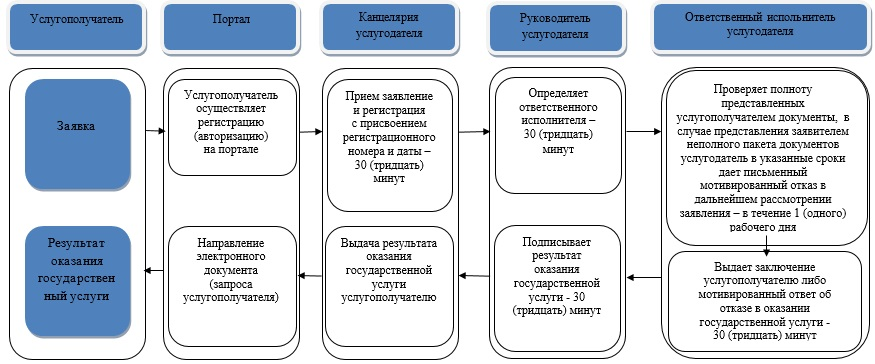 Услугополучатель
Портал
Канцелярия
услугодателя
Руководитель
услугодателя
Ответственный испольнитель
услугодателя
Заявка
Услугополучатель
осуществляет
регистрацию
(авторизацию)
на портале
Прием заявление
и регистрация
с присвоением
регистрационного
номера и даты –
30 (тридцать)
минут
Определяет
ответственного
исполнителя –
30 (тридцать)
минут
Проверяет полноту
представленных
услугополучателем документы, в
случае представления заявителем
неполного пакета документов
услугодатель в указанные сроки
дает письменный
мотивированный отказ в
дальнейшем рассмотрении
заявления – в течение 1 (одного)
рабочего дня
Результат
оказания
государствен
ный услуги
Направление
электронного
документа
(запроса
услугополучателя)
Выдача результата
оказания
государственной
услуги
услугополучателю
Подписывает
результат
оказания
государственной
услуги - 30
(тридцать) минут
Выдает заключение
услугополучателю либо
мотивированный ответ об
отказе в оказании
государственной услуги -
30 (тридцать) минут